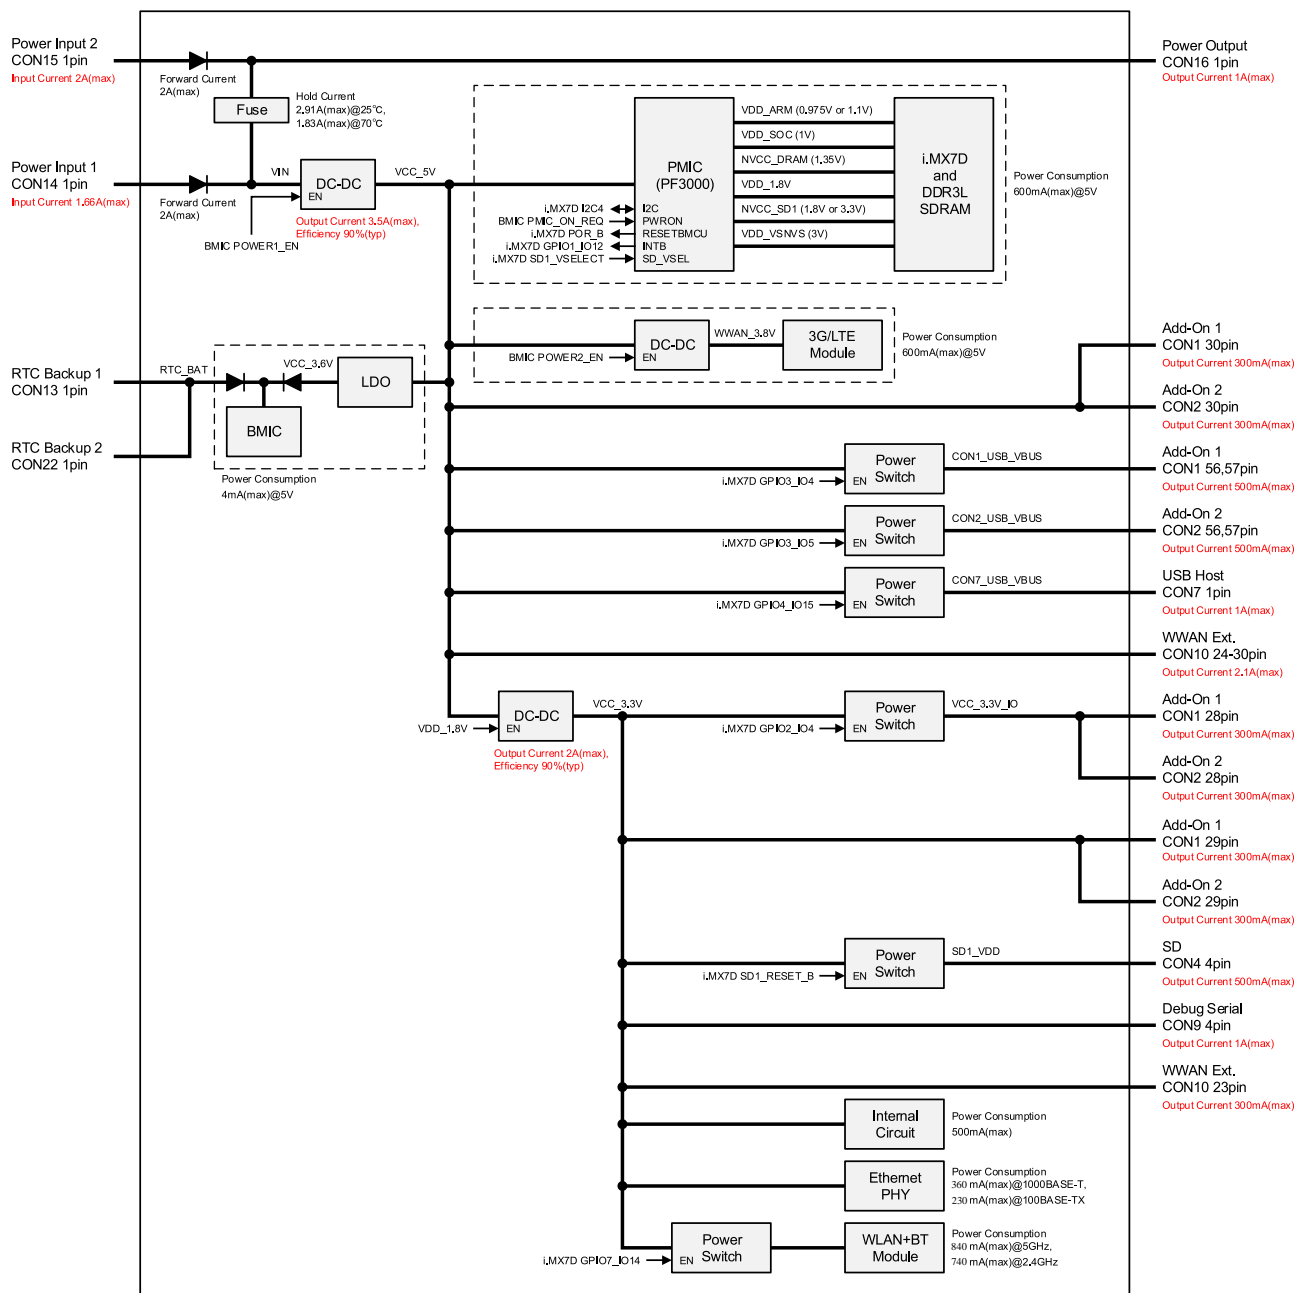 Power Input 2
CON15 1pin
Input Current 2A(max)
Forward Current
2A(max)
Fuse
Hold Current
2.91A(max)@25°C,
1.83A(max)@70°C
Power Output
CON16 1pin
Output Current 1A(max)
Power Input 1
CON14 1pin
Input Current 1.66A(max)
Forward Current
2A(max)
VIN
DC-DC
EN
VCC_5V
Output Current 3.5A(max),
Efficiency 90%(typ)
BMIC POWER1_EN
PMIC
(PF3000)
I2C
PWRON
RESETBMCU
INTB
SD_VSEL
i.MX7D I2C4
BMIC PMIC_ON_REQ
i.MX7D POR_B
i.MX7D GPIO1_IO12
i.MX7D SD1_VSELECT
VDD_ARM (0.975V or 1.1V)
VDD_SOC (1V)
NVCC_DRAM (1.35V)
VDD_1.8V
NVCC_SD1 (1.8V or 3.3V)
VDD_VSNVS (3V)
i.MX7D
and
DDR3L
SDRAM
Power Consumption
600mA(max)@5V
DC-DC
EN
BMIC POWER2_EN
WWAN_3.8V
3G/LTE
Module
Power Consumption
600mA(max)@5V
Add-On 1
CON1 30pin
Output Current 300mA(max)
RTC Backup 1
CON13 1pin
RTC_BAT
VCC_3.6V
LDO
BMIC
Power Consumption
4mA(max)@5V
RTC Backup 2
CON22 1pin
Add-On 2
CON2 30pin
Output Current 300mA(max)
Power
Switch
EN
i.MX7D GPIO3_IO4
CON1_USB_VBUS
Add-On 1
CON1 56,57pin
Output Current 500mA(max)
Power
Switch
EN
i.MX7D GPIO3_IO5
CON2_USB_VBUS
Add-On 2
CON2 56,57pin
Output Current 500mA(max)
Power
Switch
EN
i.MX7D GPIO4_IO15
CON7_USB_VBUS
USB Host
CON7 1pin
Output Current 1A(max)
WWAN Ext.
CON10 24-30pin
Output Current 2.1A(max)
DC-DC
EN
VDD_1.8V
VCC_3.3V
Output Current 2A(max),
Efficiency 90%(typ)
Power
Switch
EN
i.MX7D GPIO2_IO4
VCC_3.3V_IO
Add-On 1
CON1 28pin
Output Current 300mA(max)
Add-On 2
CON2 28pin
Output Current 300mA(max)
Add-On 1
CON1 29pin
Output Current 300mA(max)
Add-On 2
CON2 29pin
Output Current 300mA(max)
Power
Switch
EN
i.MX7D SD1_RESET_B
SD1_VDD
SD
CON4 4pin
Output Current 500mA(max)
Debug Serial
CON9 4pin
Output Current 1A(max)
WWAN Ext.
CON10 23pin
Output Current 300mA(max)
Internal
Circuit
Power Consumption
500mA(max)
Ethernet
PHY
Power Consumption
360 mA(max)@1000BASE-T,
230 mA(max)@100BASE-TX
Power
Switch
EN
i.MX7D GPIO7_IO14
WLAN+BT
Module
Power Consumption
840 mA(max)@5GHz,
740 mA(max)@2.4GHz